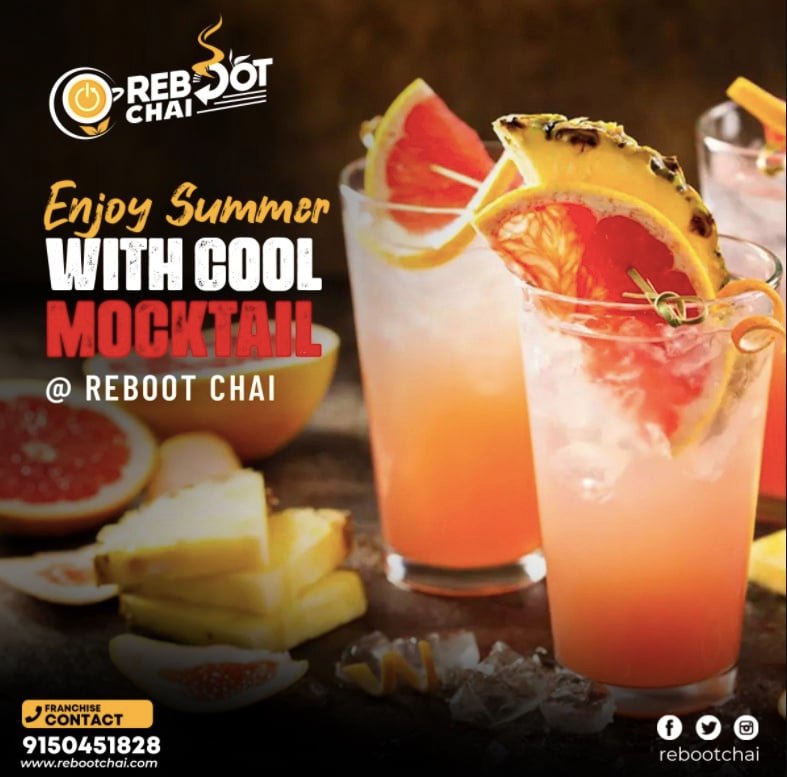 REBOOT
CHAI
Enjoy Summer
WITH COOL
MOCKTAIL
@ REBOOT CHAI
FRANCHISE
CONTACT
9150451828
www.rebootchai.com
rebootchai